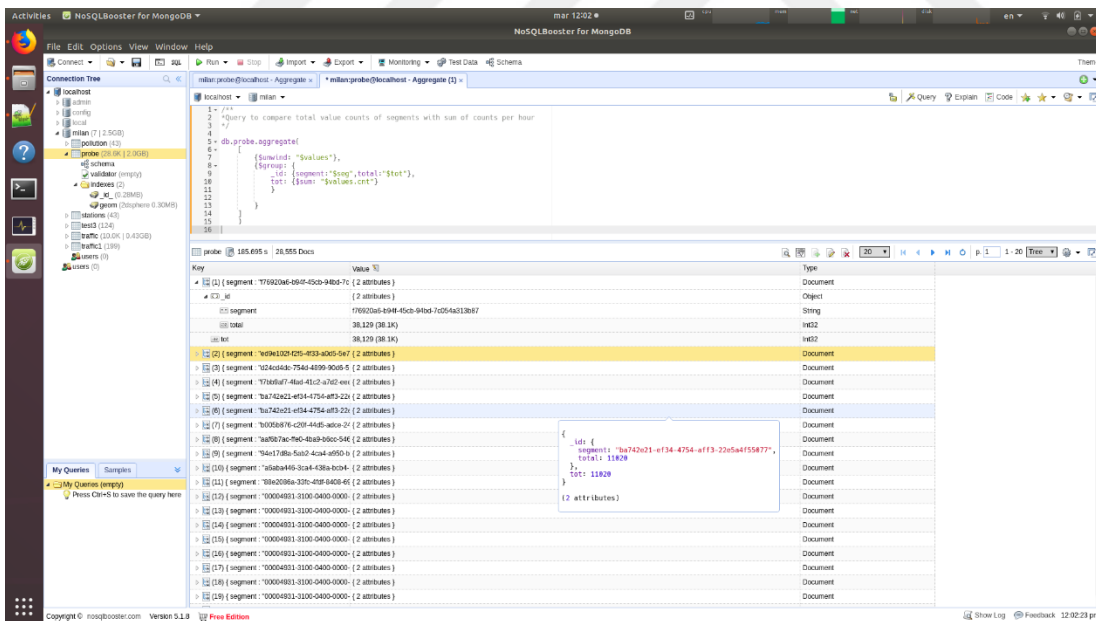 Activities NoSQLBooster for MongoDB mar 12:02 en
NoSQLBooster for MongoDB
File Edit Options View Window Help
Connect SQL Run Stop Import Export Monitoring Test Data Schema Them
Connection Tree
localhost
admin
config
local
milan (7 | 2.5GB)
pollution (43)
probe (28.6K | 2.0GB)
schema
validator (empty)
Indexes (2)
_id_ (0.28MB)
geom (2dsphere 0.30MB)
stations (43)
test3 (124)
traffic (10.0K | 0.43GB)
traffic1 (199)
users (0)
users (0)
milan:probe@localhost - Aggregate x * milan:probe@localhost - Aggregate (1) x
localhost milan Query Explain Code
1 /**
2 *Query to compare total value counts of segments with sum of counts per hour
3 */
4
5 db.probe.aggregate(
6 [
7 {$unwind: "$values"},
8 {$group: {
9 _id: {segment:"$seg",total:"$tot"},
10 tot: {$sum: "$values.cnt"}
11 }
12
13 }
14 ]
15 )
16
probe 185.695 s 28,555 Docs 20 p. 1 1 - 20 Tree
Key Value Type
(1) { segment : "f76920a6-b94f-45cb-94bd-7c { 2 attributes } Document
_id { 2 attributes } Object
segment f76920a6-b94f-45cb-94bd-7c054a313b87 String
total 38,129 (38.1K) Int32
tot 38,129 (38.1K) Int32
(2) { segment : "ed9e102f-f2f5-4f33-a0d5-5e7 { 2 attributes } Document
(3) { segment : "d24cd4dc-754d-4899-90d6-5 { 2 attributes } Document
(4) { segment : "f7bb9af7-4fad-41c2-a7d2-eee { 2 attributes } Document
(5) { segment : "ba742e21-ef34-4754-aff3-22e { 2 attributes } Document
(6) { segment : "ba742e21-ef34-4754-aff3-22e { 2 attributes } Document
(7) { segment : "b005b876-c20f-44d5-adce-24 { 2 attributes } Document
(8) { segment : "aaf6b7ac-ffe0-4ba9-b6cc-546 { 2 attributes } Document
(9) { segment : "94e17d8a-5ab2-4ca4-a950-b { 2 attributes } Document
(10) { segment : "a6aba446-3ca4-438a-bcb4- { 2 attributes } Document
(11) { segment : "88e2086a-33fc-4fdf-8408-69 { 2 attributes } Document
(12) { segment : "00004931-3100-0400-0000- { 2 attributes } Document
(13) { segment : "00004931-3100-0400-0000- { 2 attributes } Document
(14) { segment : "00004931-3100-0400-0000- { 2 attributes } Document
(15) { segment : "00004931-3100-0400-0000- { 2 attributes } Document
(16) { segment : "00004931-3100-0400-0000- { 2 attributes } Document
(17) { segment : "00004931-3100-0400-0000- { 2 attributes } Document
(18) { segment : "00004931-3100-0400-0000- { 2 attributes } Document
(19) { segment : "00004931-3100-0400-0000- { 2 attributes } Document
{
_id: {
segment: "ba742e21-ef34-4754-aff3-22e5a4f55077",
total: 11020
},
tot: 11020
}
(2 attributes)
My Queries Samples
My Queries (empty)
Press Ctrl+S to save the query here
Copyright © nosqlbooster.com Version 5.1.8 Free Edition Show Log Feedback 12:02:23 pm